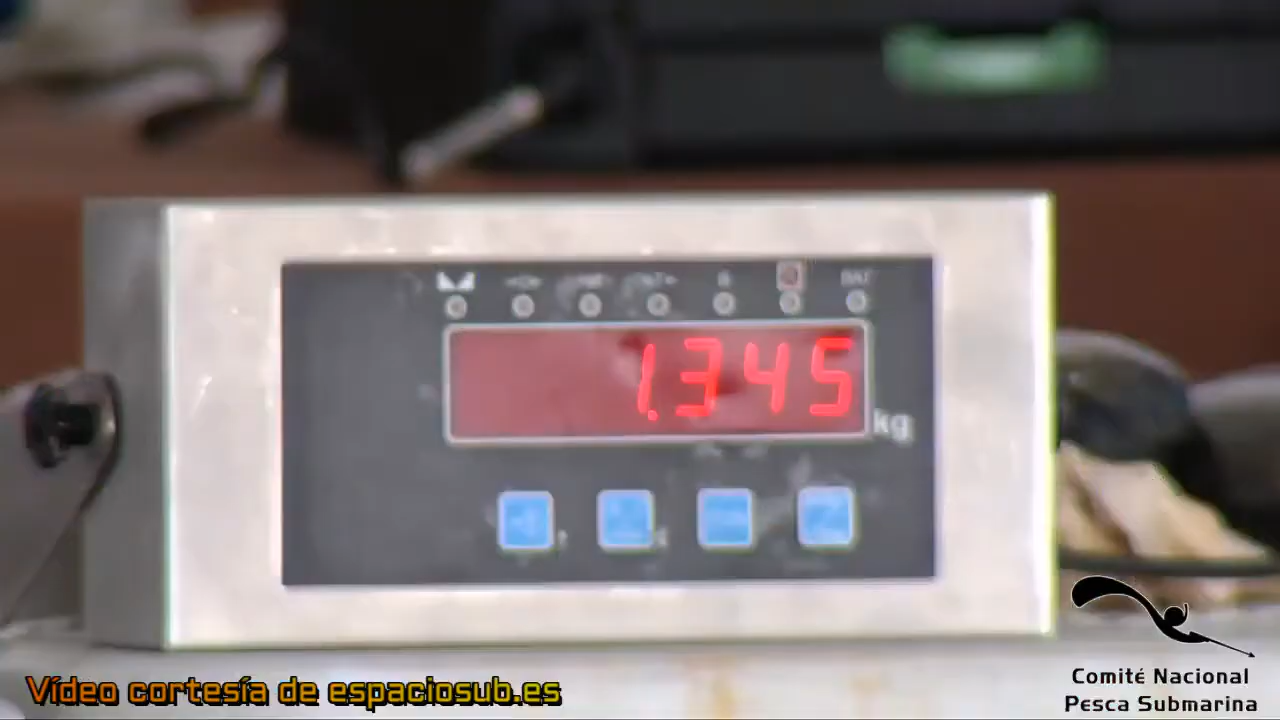 1.345
kg
Vídeo cortesía de espaciosub.es
Comité Nacional
Pesca Submarina